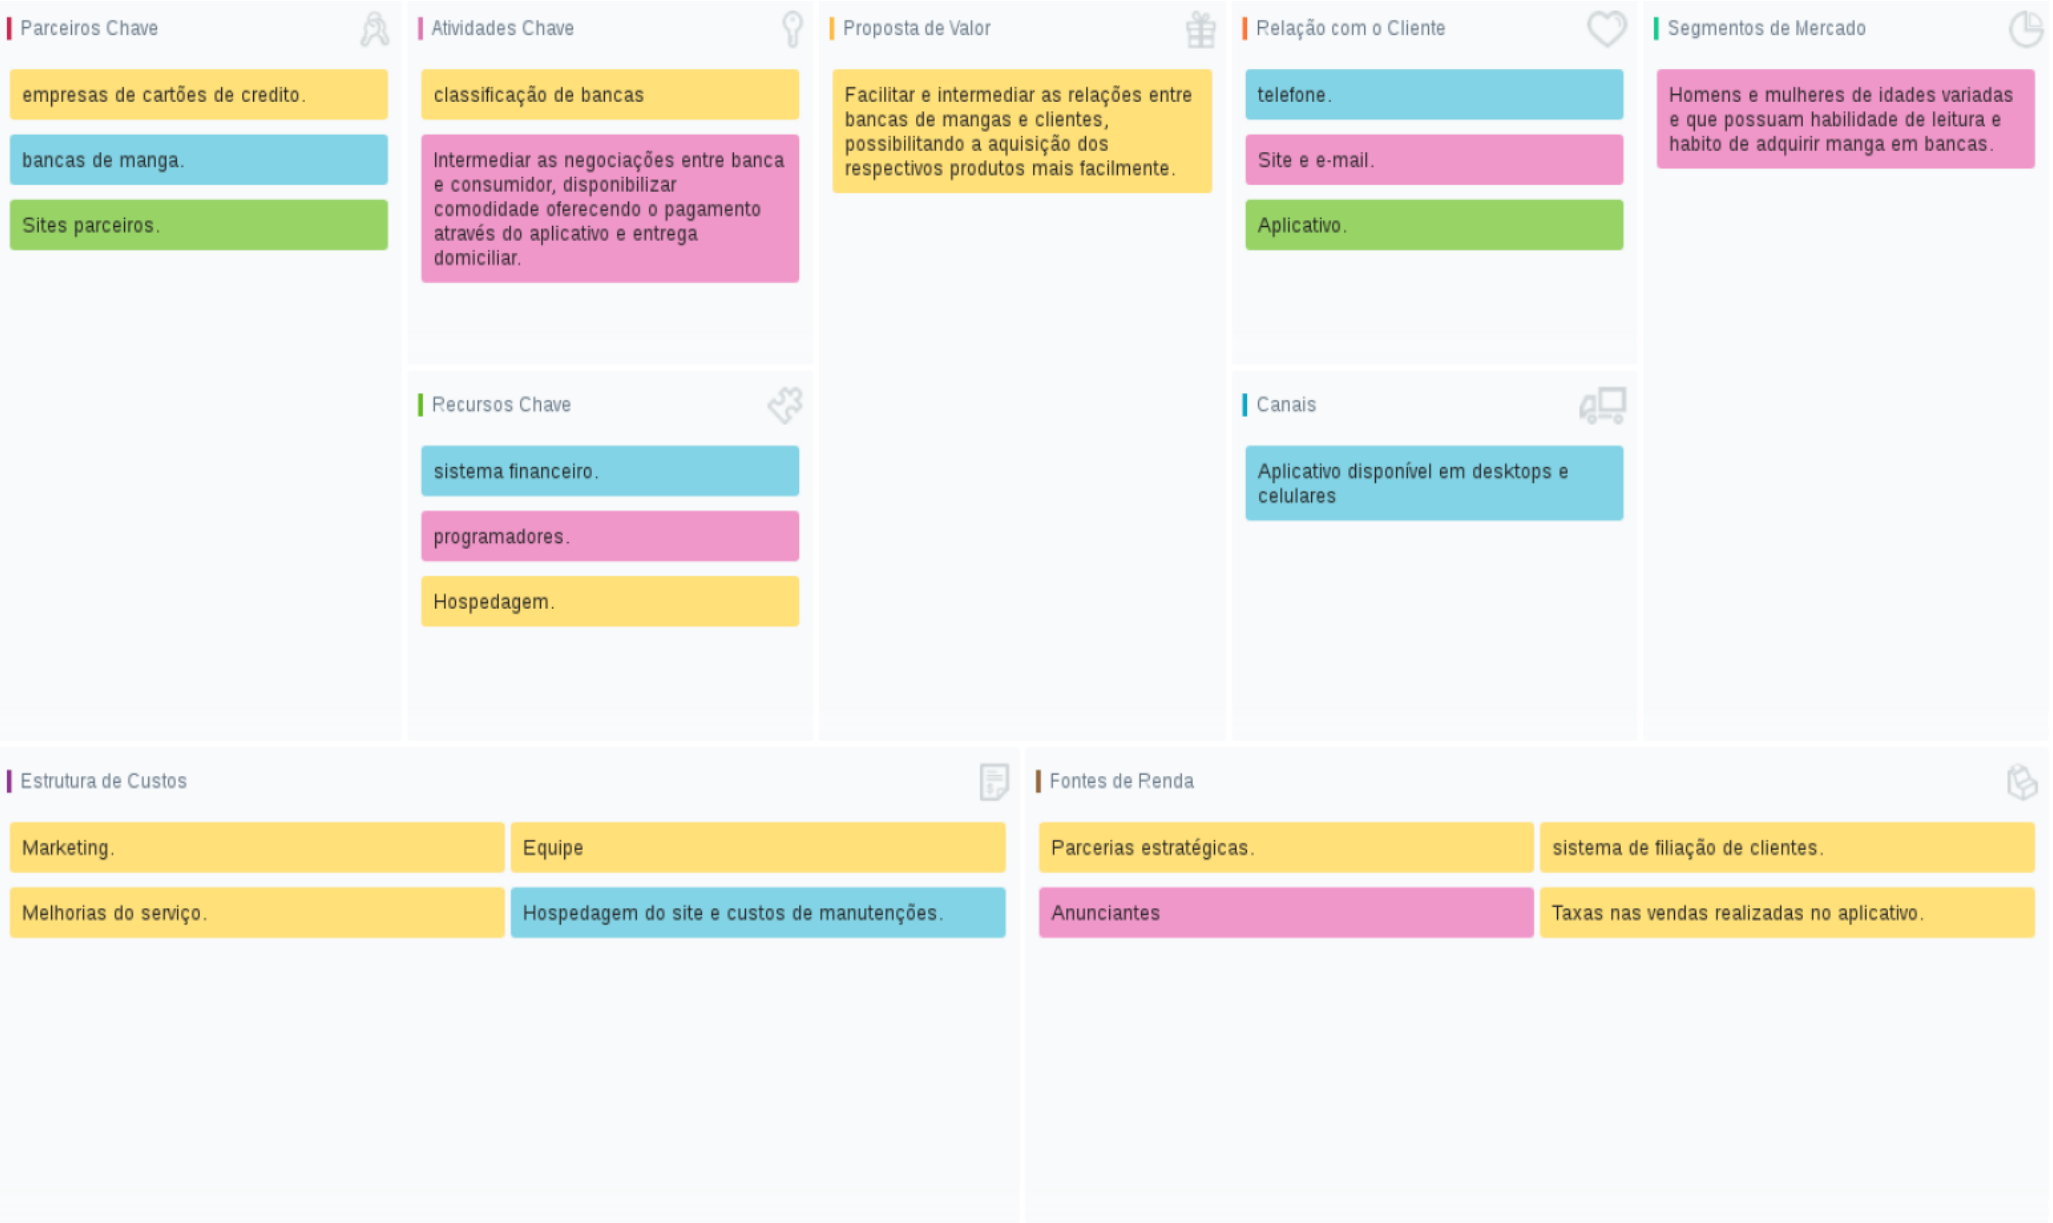 Parceiros Chave
empresas de cartões de credito.
bancas de manga.
Sites parceiros.
Atividades Chave
classificação de bancas
Intermediar as negociações entre banca
e consumidor, disponibilizar
comodidade oferecendo o pagamento
através do aplicativo e entrega
domiciliar.
Recursos Chave
sistema financeiro.
programadores.
Hospedagem.
Proposta de Valor
Facilitar e intermediar as relações entre
bancas de mangas e clientes,
possibilitando a aquisição dos
respectivos produtos mais facilmente.
Relação com o Cliente
telefone.
Site e e-mail.
Aplicativo.
Canais
Aplicativo disponível em desktops e
celulares
Segmentos de Mercado
Homens e mulheres de idades variadas
e que possuam habilidade de leitura e
habito de adquirir manga em bancas.
Estrutura de Custos
Marketing.
Equipe
Melhorias do serviço.
Hospedagem do site e custos de manutenções.
Fontes de Renda
Parcerias estratégicas.
sistema de filiação de clientes.
Anunciantes
Taxas nas vendas realizadas no aplicativo.